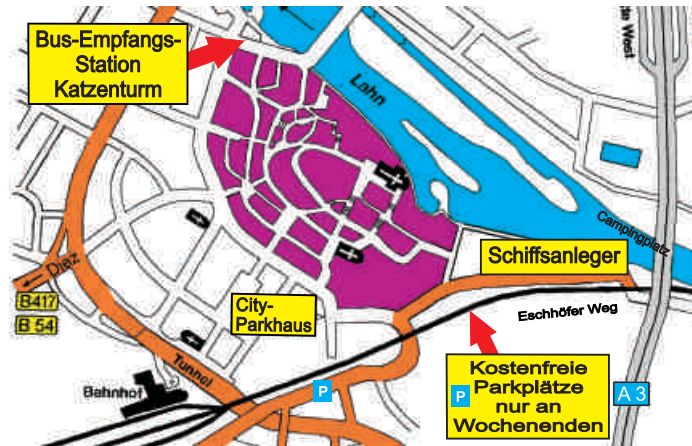 Bus-Empfangs-
Station
Katzenturm
Lahn
Campingplatz
Schiffsanleger
Diez
B417
B 54
City-
Parkhaus
Eschhöfer Weg
Tunnel
Bahnhof
P
Kostenfreie
P Parkplätze
nur an
Wochenenden
A 3